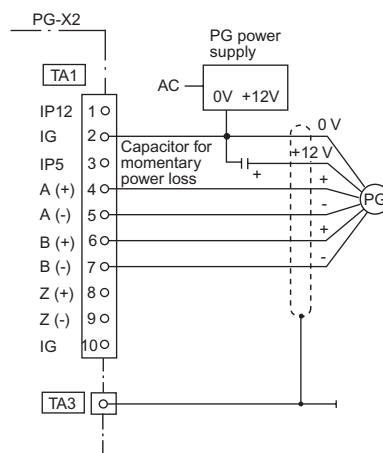 PG-X2
PG power
supply
TA1
AC
0V +12V
IP12 1
IG 2
0 V
Capacitor for
momentary
power loss
+12 V
+
IP5 3
A (+) 4
+
PG
A (-) 5
-
B (+) 6
+
B (-) 7
-
Z (+) 8
Z (-) 9
IG 10
TA3